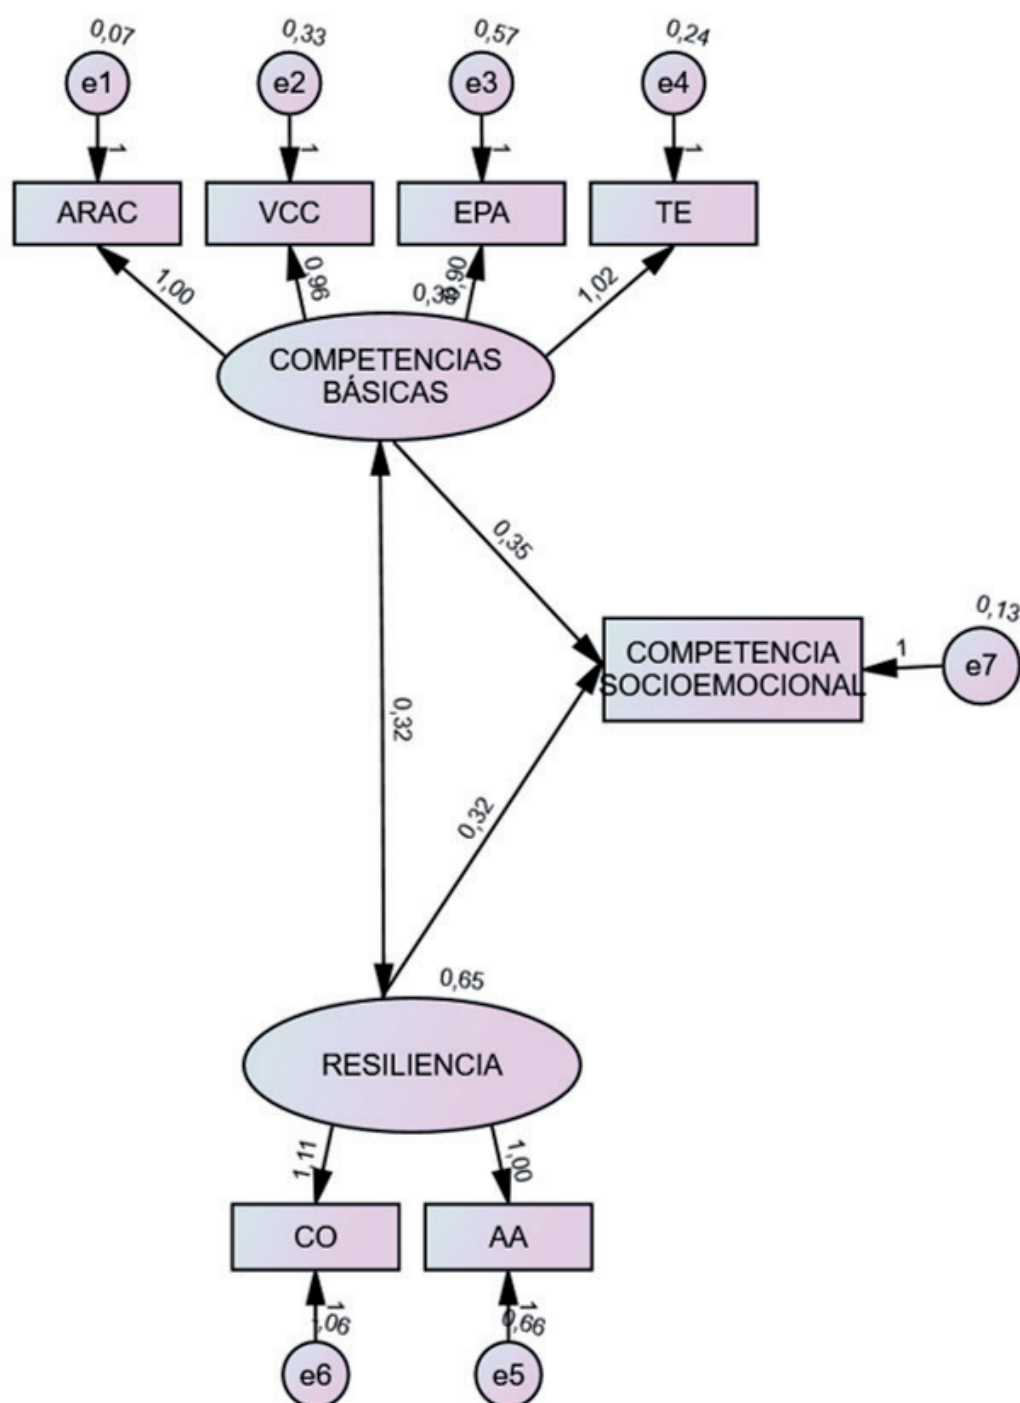 0,07
0,33
0,57
0,24
e1
e2
e3
e4
1
1
1
1
ARAC
VCC
EPA
TE
1,00
0,96
0,90
1,02
COMPETENCIAS
BÁSICAS
0,35
0,13
COMPETENCIA
SOCIOEMOCIONAL
1
e7
0,32
0,32
0,65
RESILIENCIA
1,11
1,00
CO
AA
1
1
0,66
e6
e5